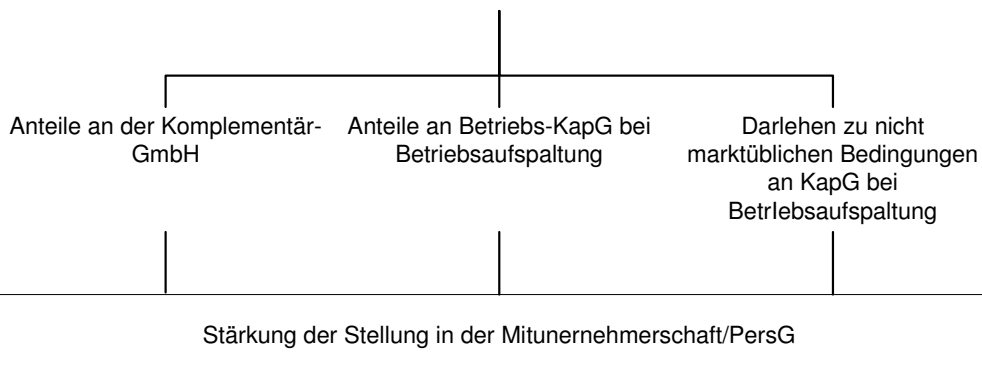 Anteile an der Komplementär-
GmbH
Anteile an Betriebs-KapG bei
Betriebsaufspaltung
Darlehen zu nicht
marktüblichen Bedingungen
an KapG bei
BetrIebsaufspaltung
Stärkung der Stellung in der Mitunernehmerschaft/PersG